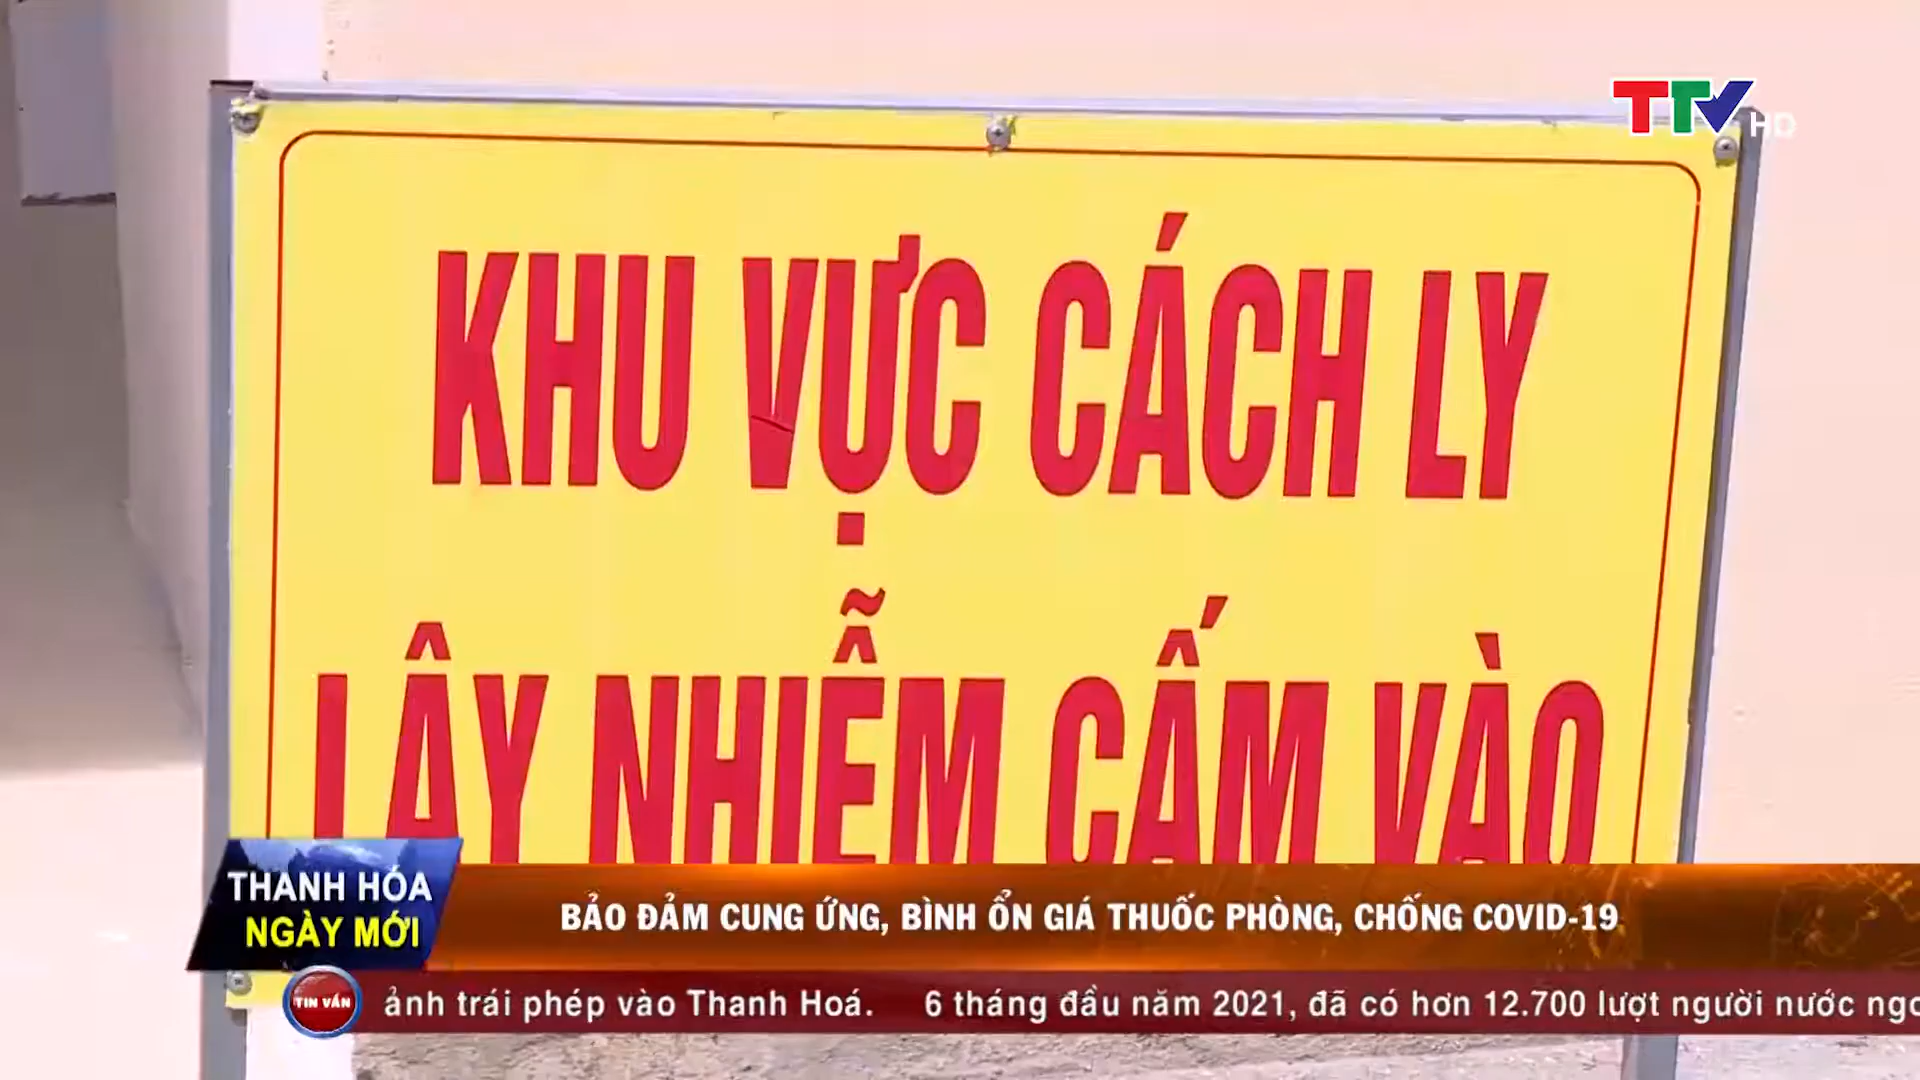 TTV HD
KHU VỰC CÁCH LY
LÂY NHIỄM CẤM VÀO
THANH HÓA
NGÀY MỚI
BẢO ĐẢM CUNG ỨNG, BÌNH ỔN GIÁ THUỐC PHÒNG, CHỐNG COVID-19
TIN VẮN
ảnh trái phép vào Thanh Hoá. 6 tháng đầu năm 2021, đã có hơn 12.700 lượt người nước